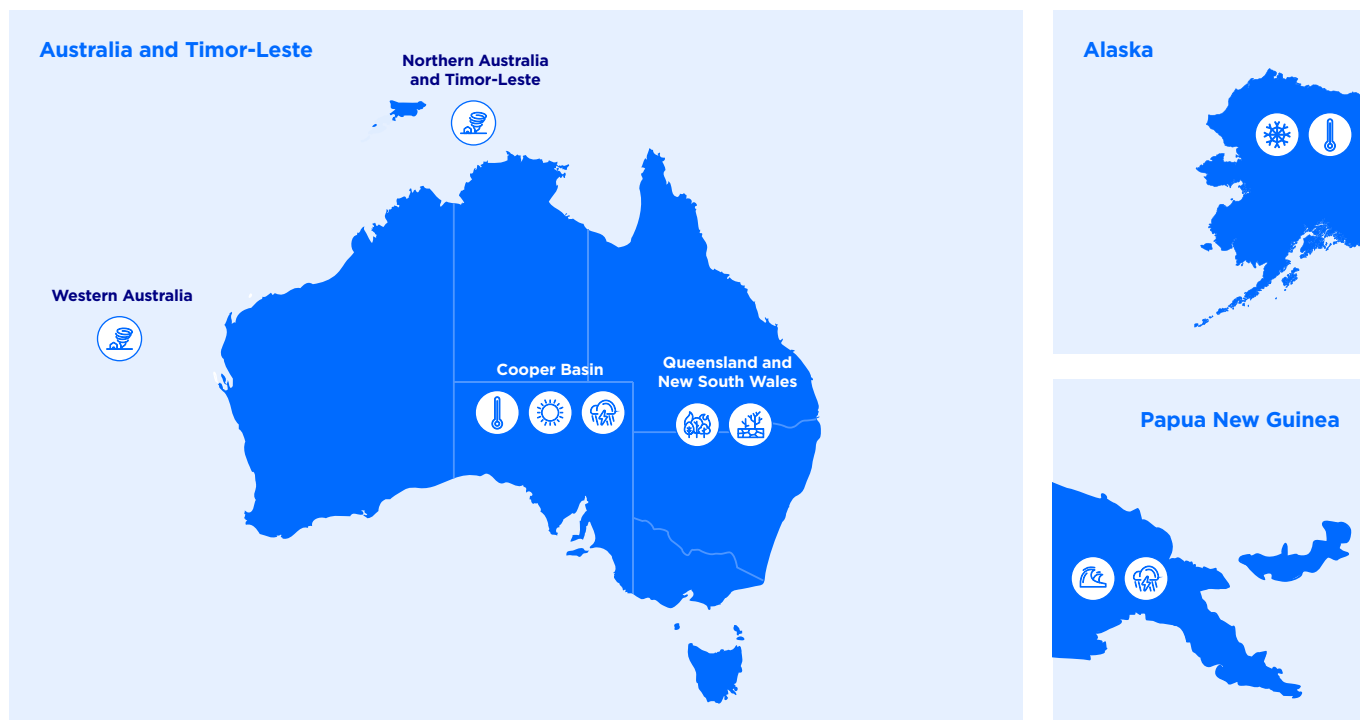 Australia and Timor-Leste
Northern Australia
and Timor-Leste
Western Australia
Cooper Basin
Queensland and
New South Wales
Alaska
Papua New Guinea